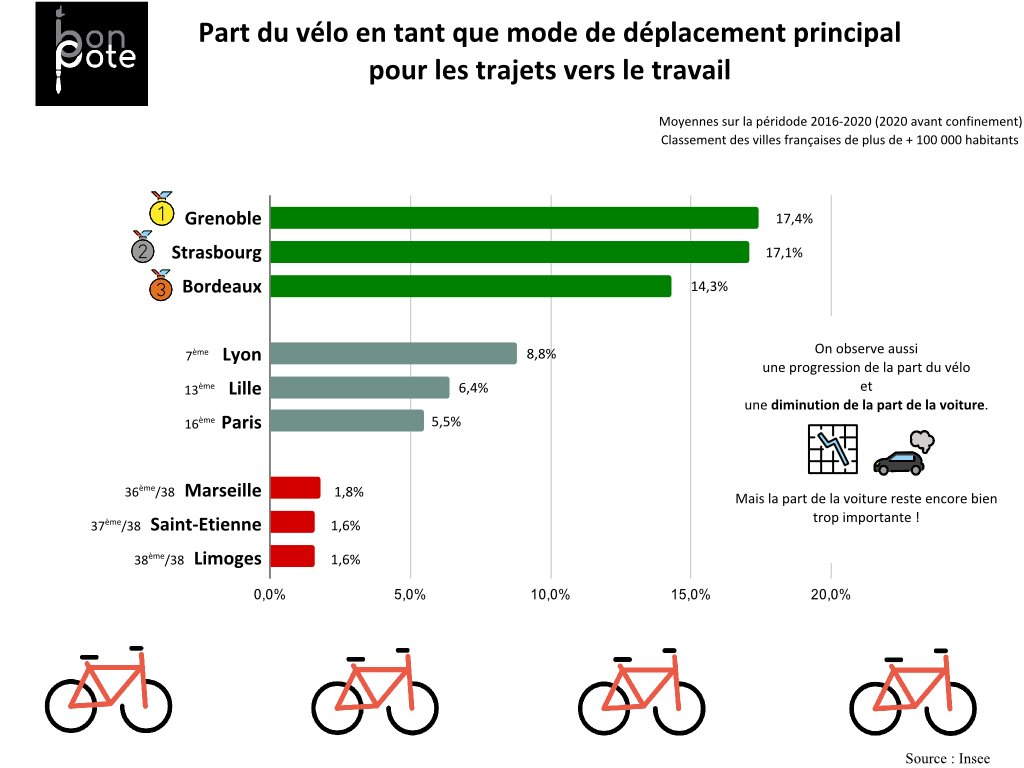 bon
pote
Part du vélo en tant que mode de déplacement principal
pour les trajets vers le travail
Moyennes sur la péridode 2016-2020 (2020 avant confinement)
Classement des villes françaises de plus de + 100 000 habitants
1 Grenoble 17,4%
2 Strasbourg 17,1%
3 Bordeaux 14,3%
7ème Lyon 8,8%
13ème Lille 6,4%
16ème Paris 5,5%
36ème/38 Marseille 1,8%
37ème/38 Saint-Etienne 1,6%
38ème/38 Limoges 1,6%
0,0% 5,0% 10,0% 15,0% 20,0%
On observe aussi
une progression de la part du vélo
et
une diminution de la part de la voiture.
Mais la part de la voiture reste encore bien
trop importante !
Source : Insee